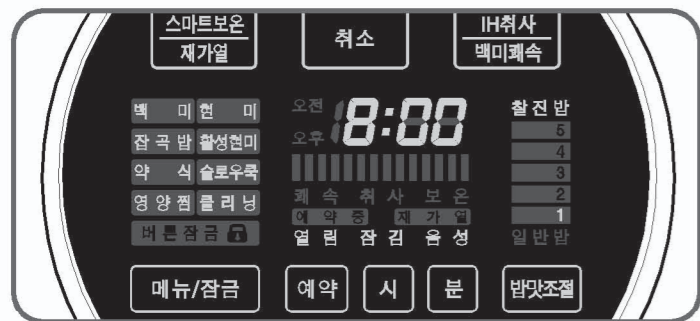 스마트보온
재가열
취소
IH취사
백미쾌속
백 미 현 미
잡곡밥 활성현미
약 식 슬로우쿡
영양찜 클리닝
버튼잠금
오전
오후
8:00
쾌속 취사 보온
예약중 재가열
열림 잠김 음성
찰진밥
5
4
3
2
1
일반밥
메뉴/잠금
예약
시
분
밥맛조절